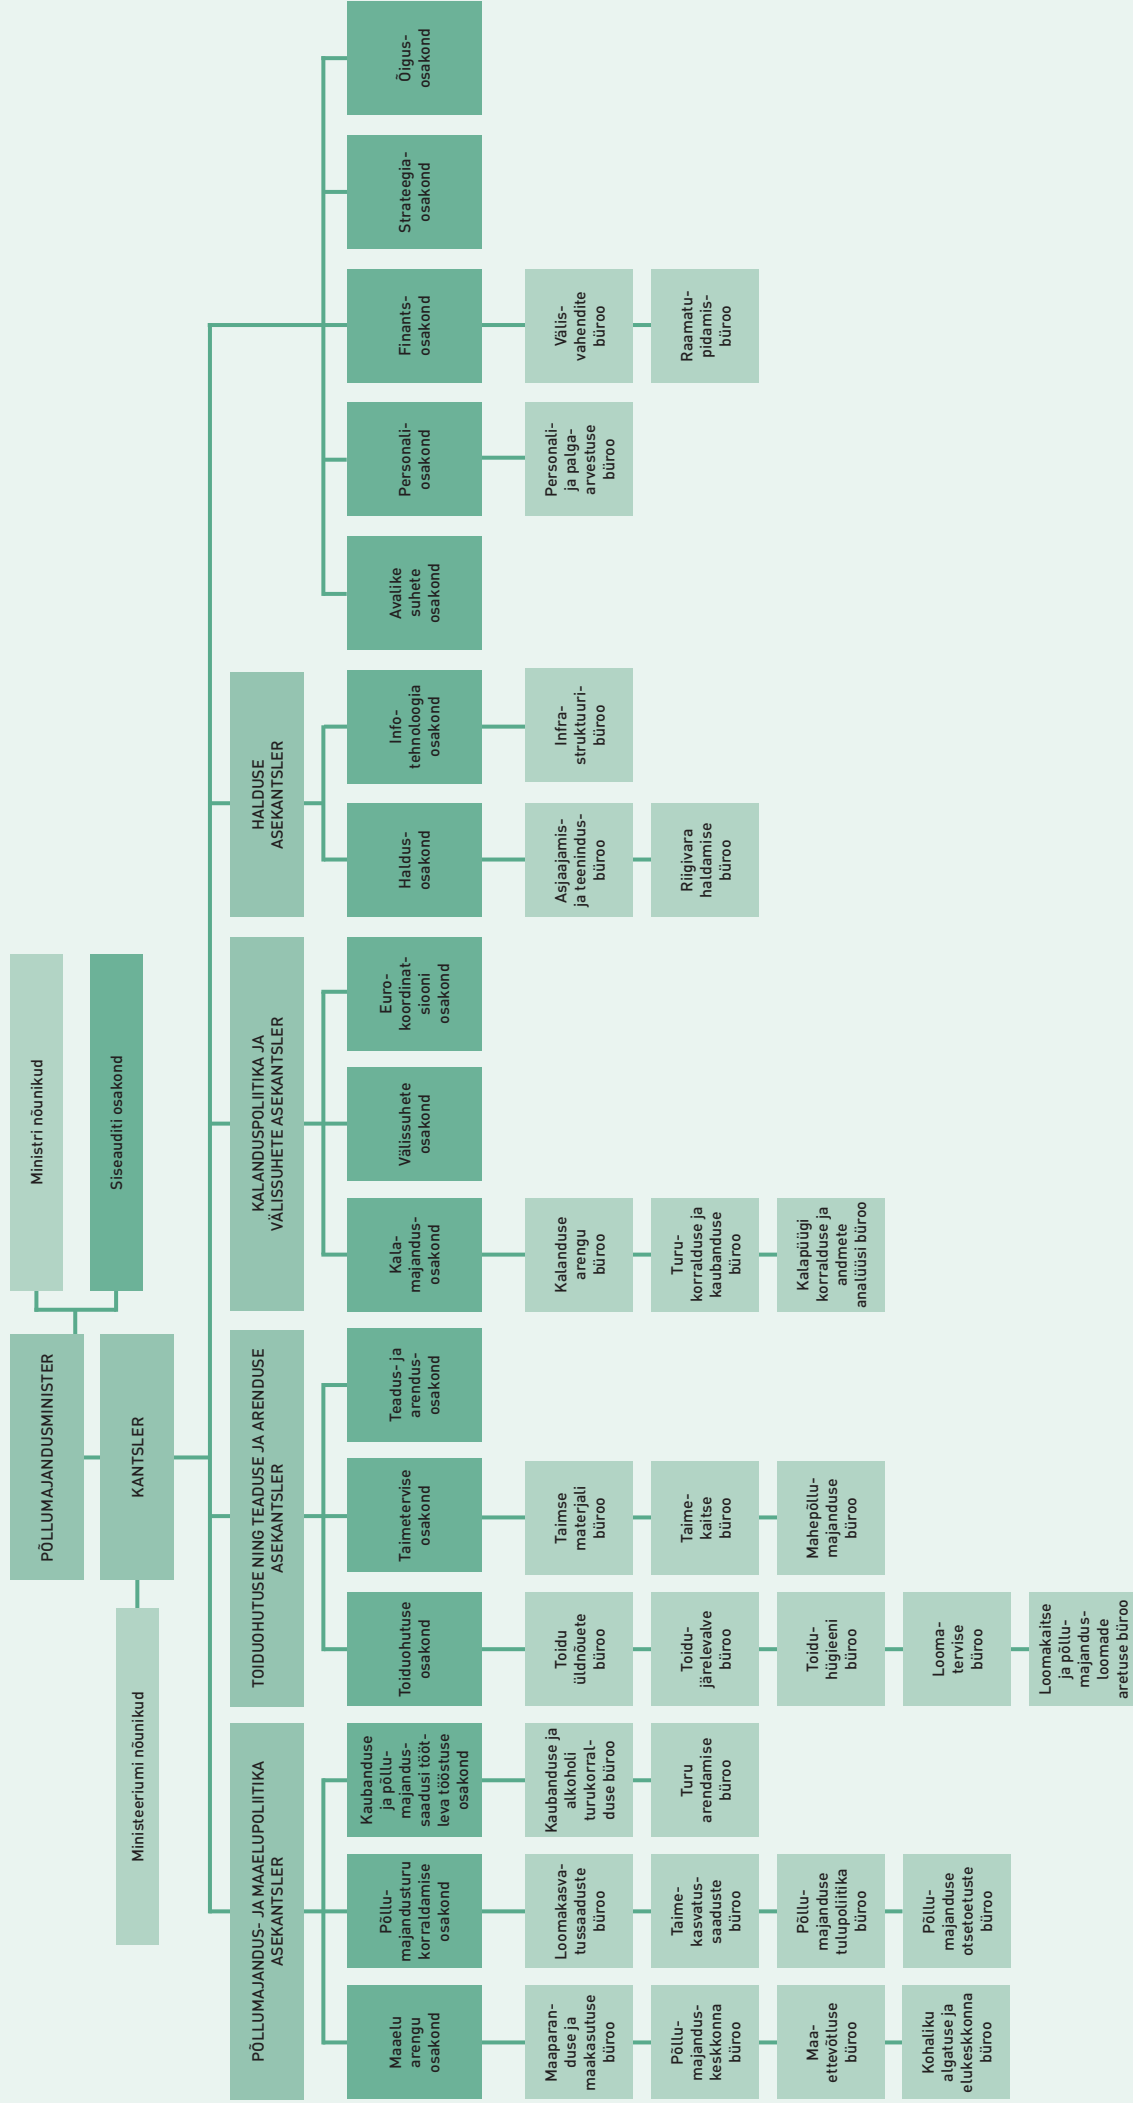 PÕLLUMAJANDUSMINISTER
Ministri nõunikud
Siseauditi osakond
KANTSLER
Ministeeriumi nõunikud
PÕLLUMAJANDUS- JA MAAELUPOLIITIKA
ASEKANTSLER
TOIDUOHUTUSE NING TEADUSE JA ARENDUSE
ASEKANTSLER
KALANDUSPOLIITIKA JA
VÄLISSUHETE ASEKANTSLER
HALDUSE
ASEKANTSLER
Maaelu
arengu
osakond
Põllu-
majandusturu
korraldamise
osakond
Kaubanduse
ja põllu-
majandus-
saadusi tööt-
leva tööstuse
osakond
Toiduohutuse
osakond
Taimetervise
osakond
Teadus- ja
arendus-
osakond
Kala-
majandus-
osakond
Välissuhete
osakond
Euro-
koordinat-
siooni
osakond
Haldus-
osakond
Info-
tehnoloogia
osakond
Avalike
suhete
osakond
Personali-
osakond
Finants-
osakond
Strateegia-
osakond
Õigus-
osakond
Maaparan-
duse ja
maakasutuse
büroo
Loomakasva-
tussaaduste
büroo
Kaubanduse ja
alkoholi
turukorral-
duse büroo
Toidu
üldnõuete
büroo
Taimse
materjali
büroo
Kalanduse
arengu
büroo
Asjaajamis-
ja teenindus-
büroo
Infra-
struktuuri-
büroo
Personali-
ja palga-
arvestuse
büroo
Välis-
vahendite
büroo
Põllu-
majandus-
keskkonna
büroo
Taime-
kasvatus-
saaduste
büroo
Turu
arendamise
büroo
Toidu-
järelevalve
büroo
Taime-
kaitse
büroo
Turu-
korralduse ja
kaubanduse
büroo
Riigivara
haldamise
büroo
Raamatu-
pidamis-
büroo
Maa-
ettevõtluse
büroo
Põllu-
majanduse
tulupoliitika
büroo
Toidu-
hügieeni
büroo
Mahepõllu-
majanduse
büroo
Kalapüügi
korralduse ja
andmete
analüüsi büroo
Kohaliku
algatuse ja
elukeskkonna
büroo
Põllu-
majanduse
otsetoetuste
büroo
Looma-
tervise
büroo
Loomakaitse
ja põllu-
majandus-
loomade
aretuse büroo